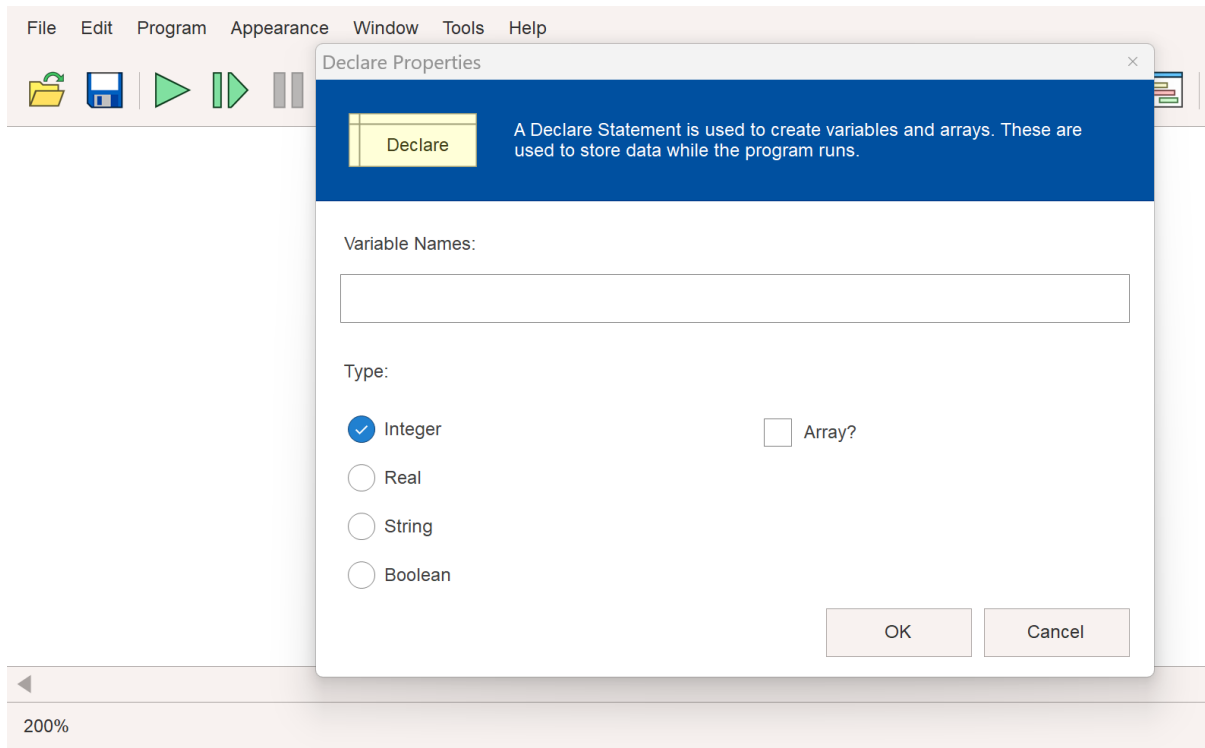 File Edit Program Appearance Window Tools Help
Declare Properties
Declare
A Declare Statement is used to create variables and arrays. These are
used to store data while the program runs.
Variable Names:
Type:
Integer
Array?
Real
String
Boolean
OK
Cancel
200%